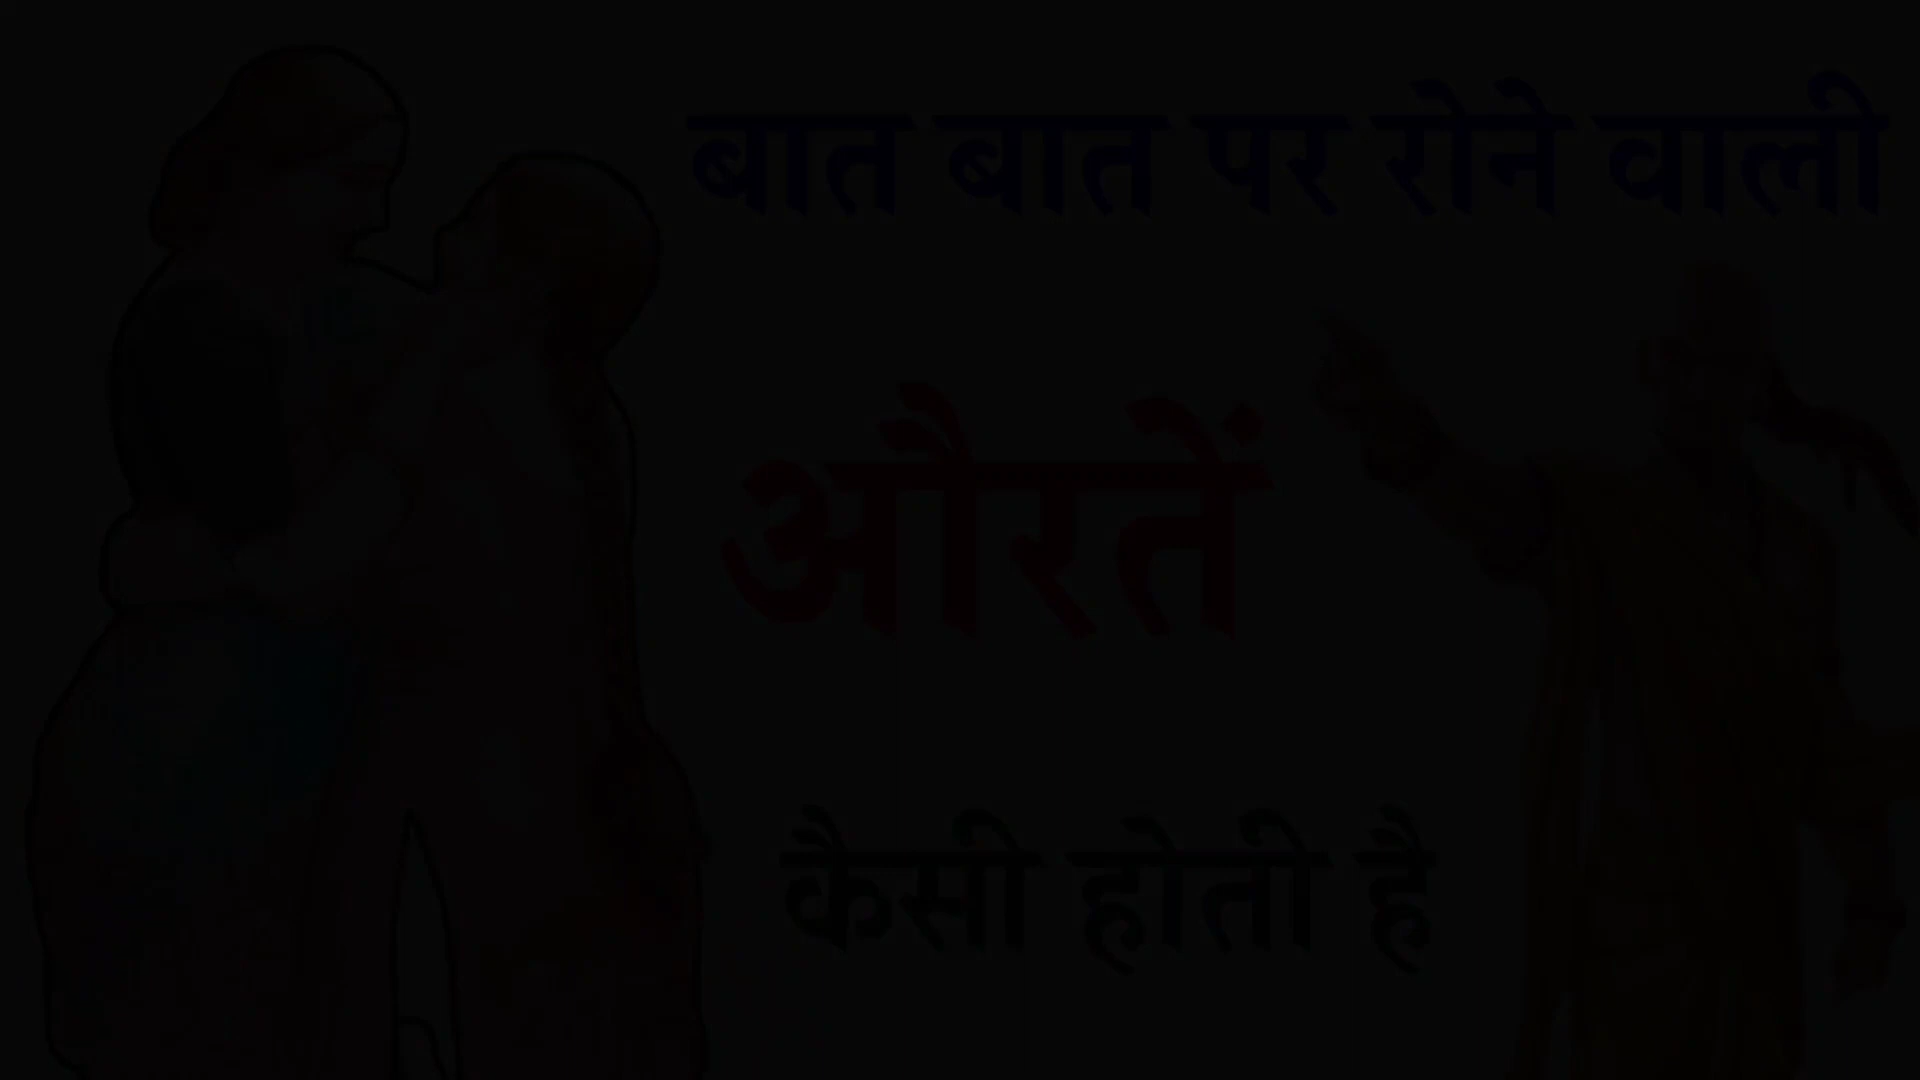 बात बात पर रोने वाली
औरतें
कैसी होती है